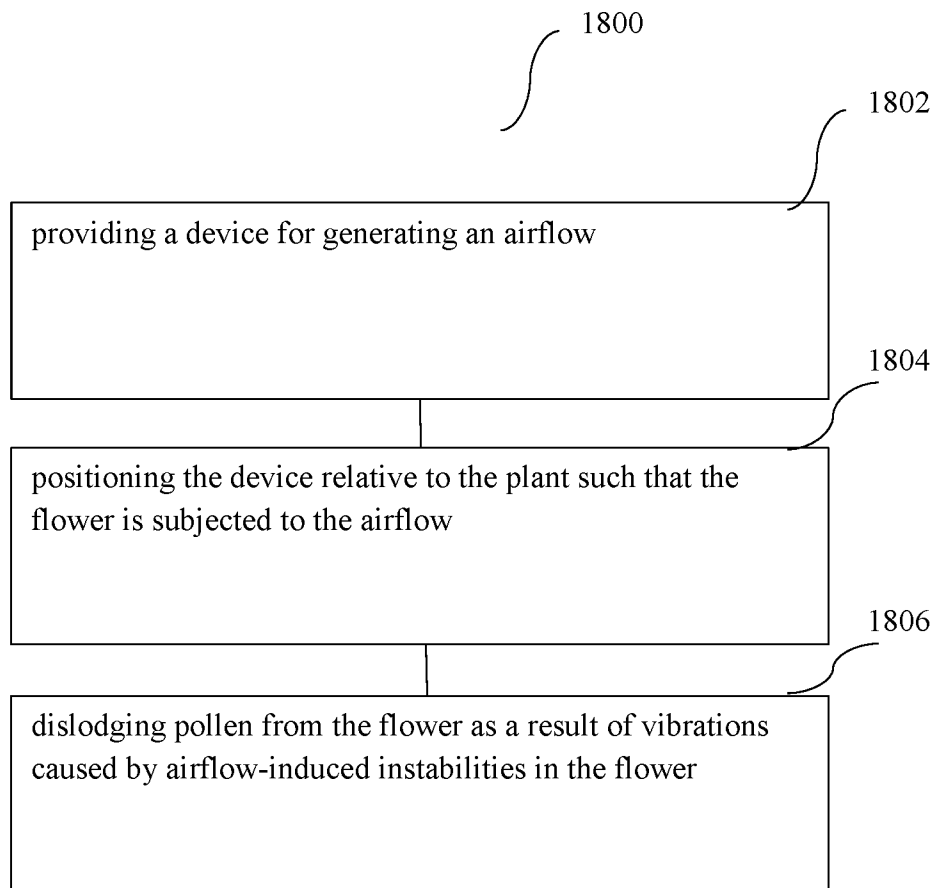 1800
1802
providing a device for generating an airflow
1804
positioning the device relative to the plant such that the
flower is subjected to the airflow
1806
dislodging pollen from the flower as a result of vibrations
caused by airflow-induced instabilities in the flower